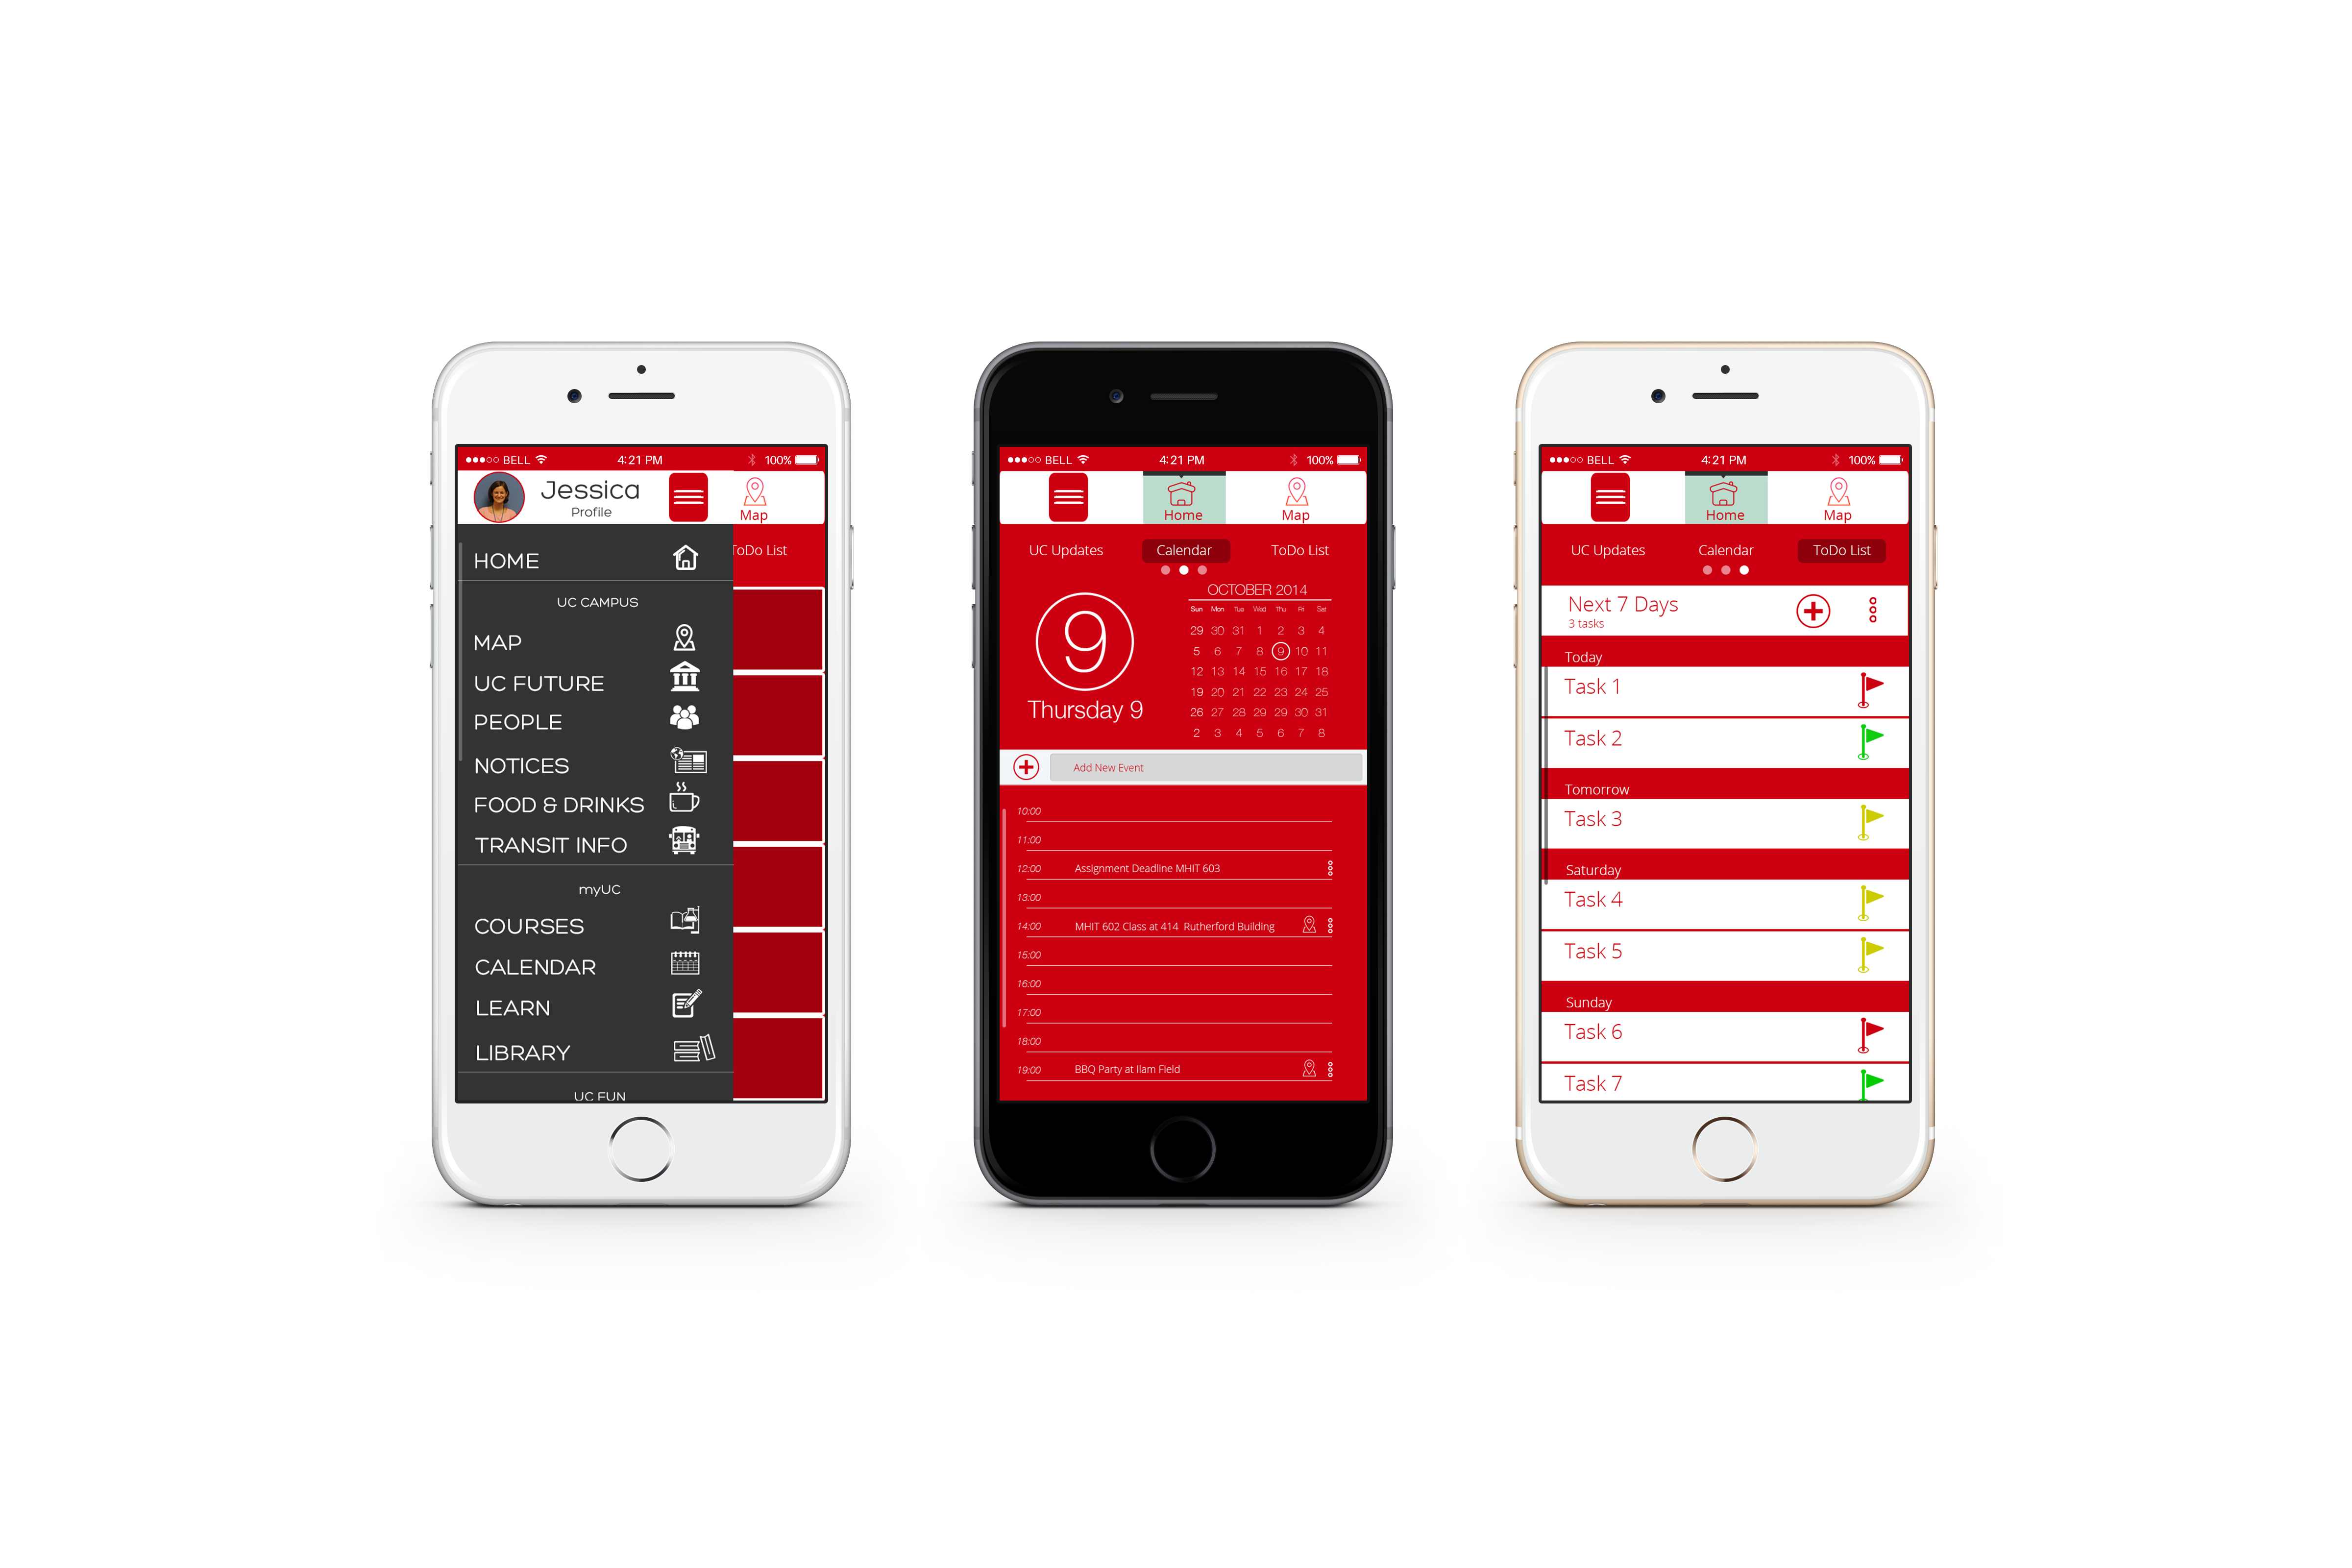 BELL 4:21 PM 100%
Jessica
Profile
Map
ToDo List
HOME
UC CAMPUS
MAP
UC FUTURE
PEOPLE
NOTICES
FOOD & DRINKS
TRANSIT INFO
myUC
COURSES
CALENDAR
LEARN
LIBRARY
UC FUN
BELL 4:21 PM 100%
Home Map
UC Updates Calendar ToDo List
OCTOBER 2014
Sun Mon Tue Wed Thu Fri Sat
29 30 31 1 2 3 4
5 6 7 8 9 10 11
12 13 14 15 16 17 18
19 20 21 22 23 24 25
26 27 28 29 29 30 31
2 3 4 5 6 7 8
9
Thursday 9
Add New Event
10:00
11:00
12:00 Assignment Deadline MHIT 603
13:00
14:00 MHIT 602 Class at 414 Rutherford Building
15:00
16:00
17:00
18:00
19:00 BBQ Party at Ilam Field
BELL 4:21 PM 100%
Home Map
UC Updates Calendar ToDo List
Next 7 Days
3 tasks
Today
Task 1
Task 2
Tomorrow
Task 3
Saturday
Task 4
Task 5
Sunday
Task 6
Task 7